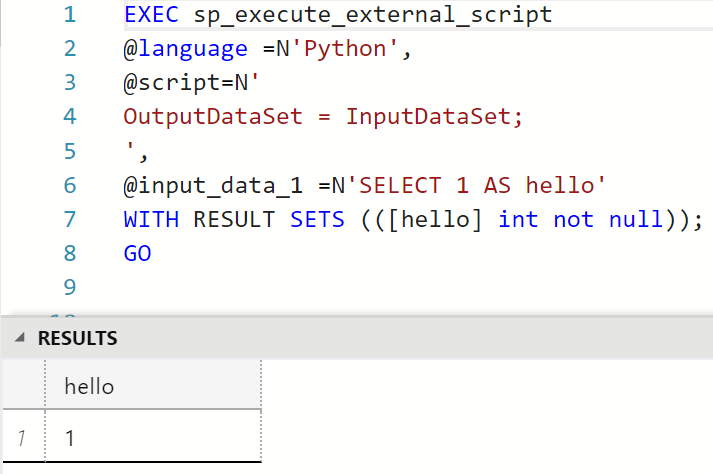 1 EXEC sp_execute_external_script
2 @language =N'Python',
3 @script=N'
4 OutputDataSet = InputDataSet;
5 ',
6 @input_data_1 =N'SELECT 1 AS hello'
7 WITH RESULT SETS (([hello] int not null));
8 GO
9
10
RESULTS
hello
1 1